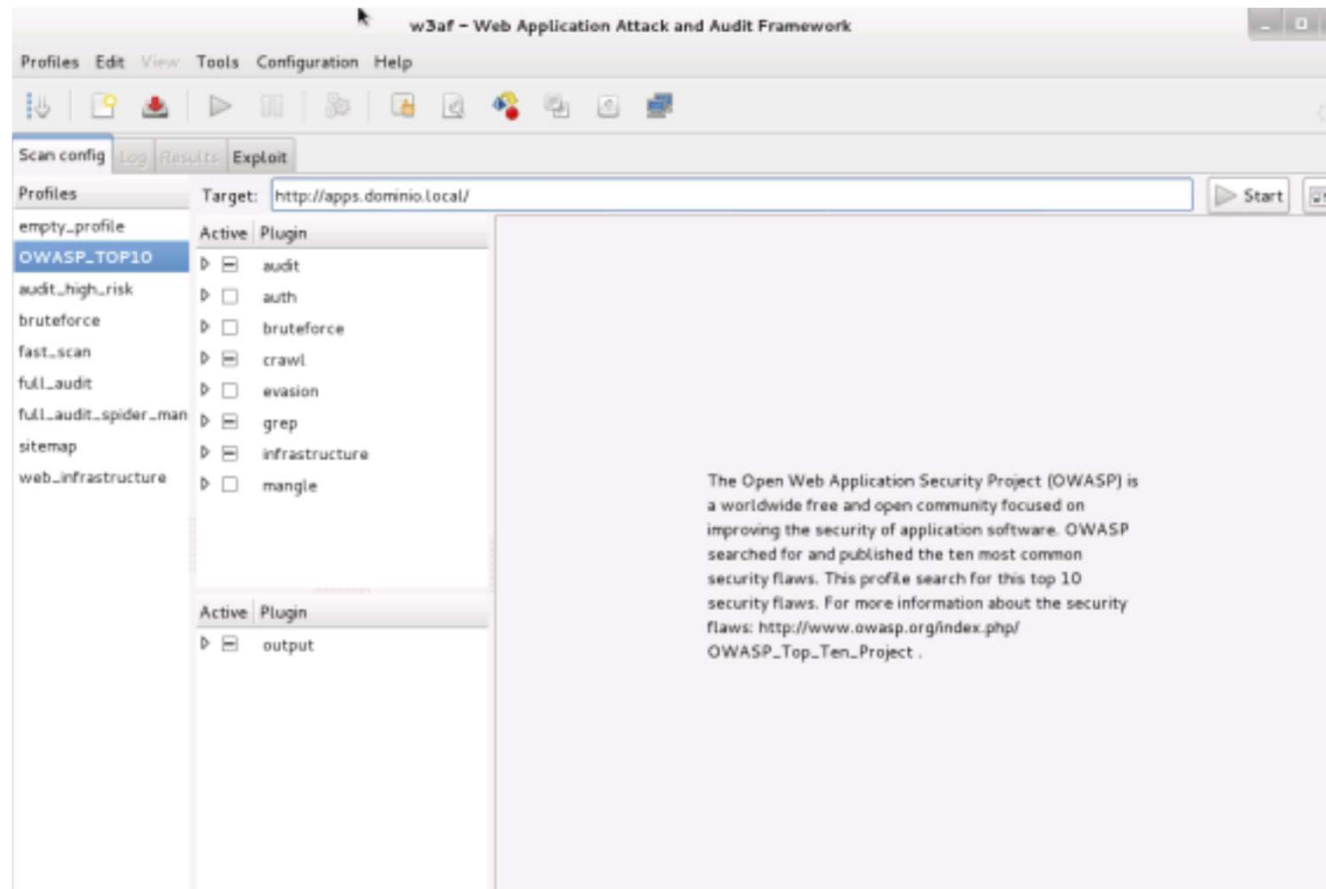 w3af - Web Application Attack and Audit Framework
Profiles Edit View Tools Configuration Help
Scan config Log Results Exploit
Profiles
empty_profile
OWASP_TOP10
audit_high_risk
bruteforce
fast_scan
full_audit
full_audit_spider_man
sitemap
web_infrastructure
Target: http://apps.dominio.local/ Start
Active Plugin
audit
auth
bruteforce
crawl
evasion
grep
infrastructure
mangle
Active Plugin
output
The Open Web Application Security Project (OWASP) is
a worldwide free and open community focused on
improving the security of application software. OWASP
searched for and published the ten most common
security flaws. This profile search for this top 10
security flaws. For more information about the security
flaws: http://www.owasp.org/index.php/
OWASP_Top_Ten_Project .